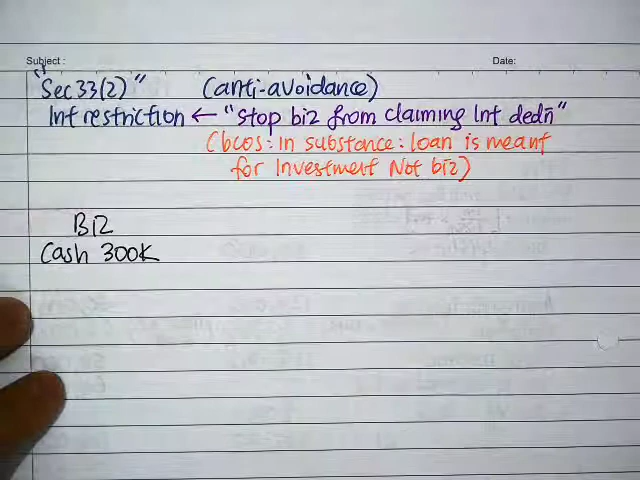 Subject :
Date:
"Sec 33(2)" (anti-avoidance)
Int restriction ← "stop biz from claiming Int dedn̄"
(bcos: in substance: loan is meant
for Investment Not biz)
Biz
Cash 300K